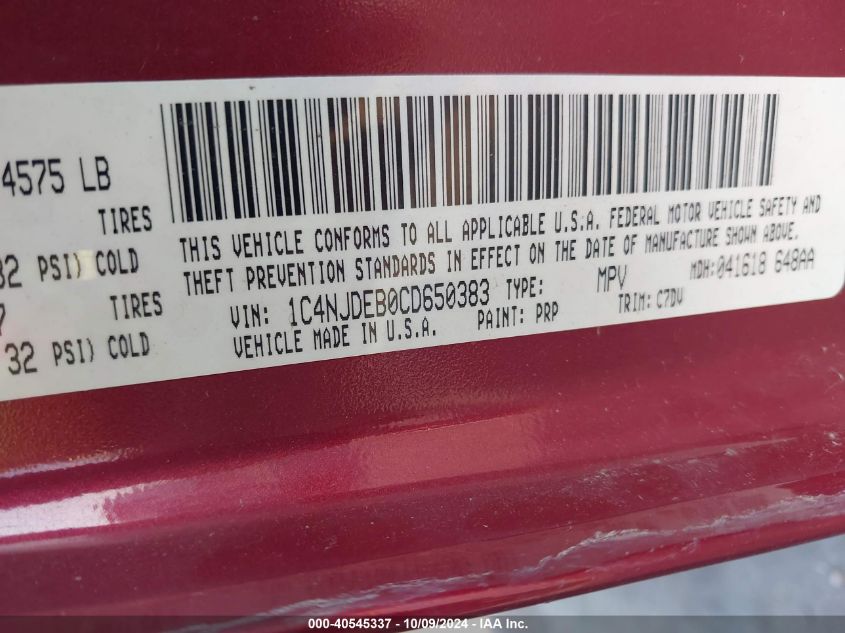 4575 LB
TIRES
32 PSI) COLD
7 TIRES
32 PSI) COLD
THIS VEHICLE CONFORMS TO ALL APPLICABLE U.S.A. FEDERAL MOTOR VEHICLE SAFETY AND
THEFT PREVENTION STANDARDS IN EFFECT ON THE DATE OF MANUFACTURE SHOWN ABOVE.
VIN: 1C4NJDEB0CD650383 TYPE: MPV MDH:041618 648AA
VEHICLE MADE IN U.S.A. PAINT: PRP TRIM: C7DV
000-40545337 - 10/09/2024 - IAA Inc.